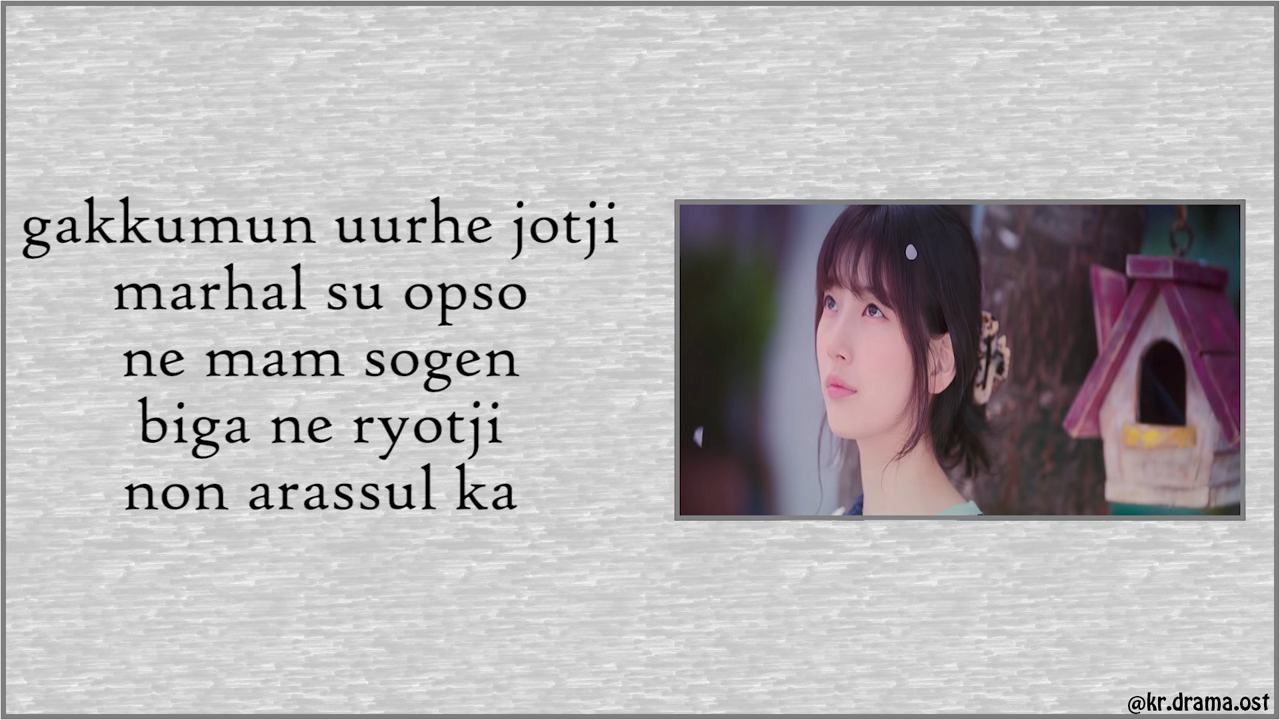 gakkumun uurhe jotji
marhal su opso
ne mam sogen
biga ne ryotji
non arassul ka
@kr.drama.ost